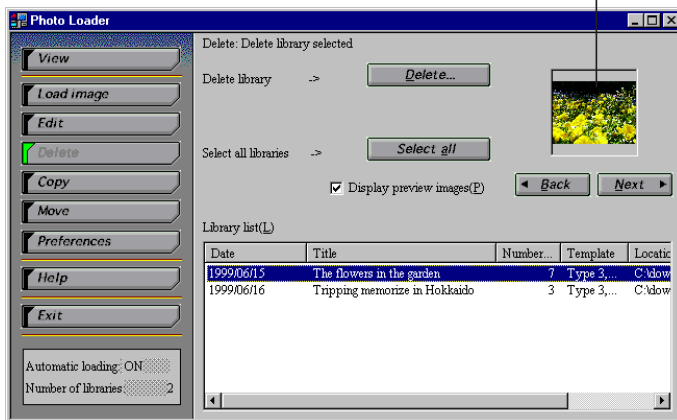 Photo Loader
View
Load image
Edit
Delete
Copy
Move
Preferences
Help
Exit
Automatic loading: ON
Number of libraries: 2
Delete: Delete library selected
Delete library -> Delete...
Select all libraries -> Select all
Display preview images(P)
Back Next
Library list(L)
Date Title Number... Template Locatio
1999/06/15 The flowers in the garden 7 Type 3,... C:\dow
1999/06/16 Tripping memorize in Hokkaido 3 Type 3,... C:\dow